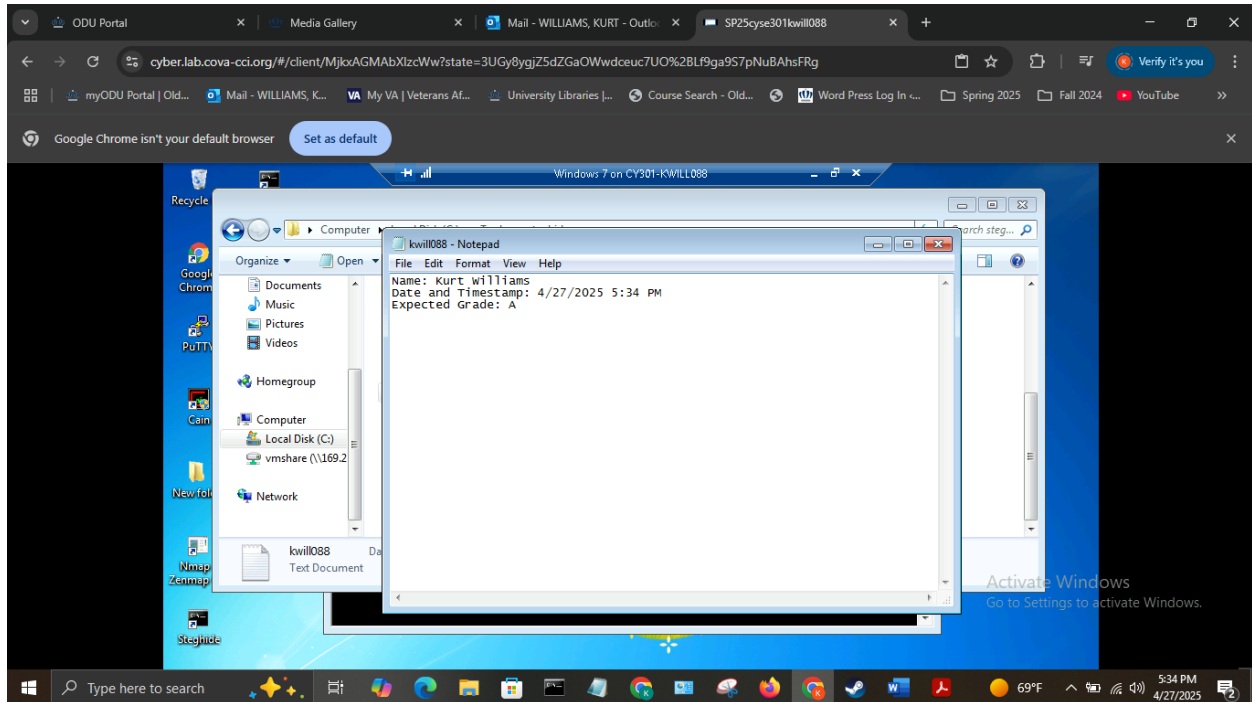 ODU Portal
Media Gallery
Mail - WILLIAMS, KURT - Outlo
SP25cyse301kwill088
cyber.lab.cova-cci.org/#/client/MjkxAGMAbXlzcWw?state=3UGy8ygjZ5dZGaOWwdceuc7UO%2BLf9ga9S7pNuBAhsFRg
Verify it's you
myODU Portal | Old...
Mail - WILLIAMS, K...
VA My VA | Veterans Af...
University Libraries |...
Course Search - Old...
Word Press Log In -...
Spring 2025
Fall 2024
YouTube
Google Chrome isn't your default browser
Set as default
Windows 7 on CY301-KWILL088
Recycle
Computer
Organize
Open
kwill088 - Notepad
File Edit Format View Help
Name: Kurt Williams
Date and Timestamp: 4/27/2025 5:34 PM
Expected Grade: A
Documents
Music
Pictures
Videos
Homegroup
Computer
Local Disk (C:)
vmshare (\\169.2
Network
kwill088 Da
Text Document
Googl
Chrom
PuTTY
Cain
New fol
Nmap
Zenmap
Steghide
Activate Windows
Go to Settings to activate Windows.
Type here to search
69°F
5:34 PM
4/27/2025
2